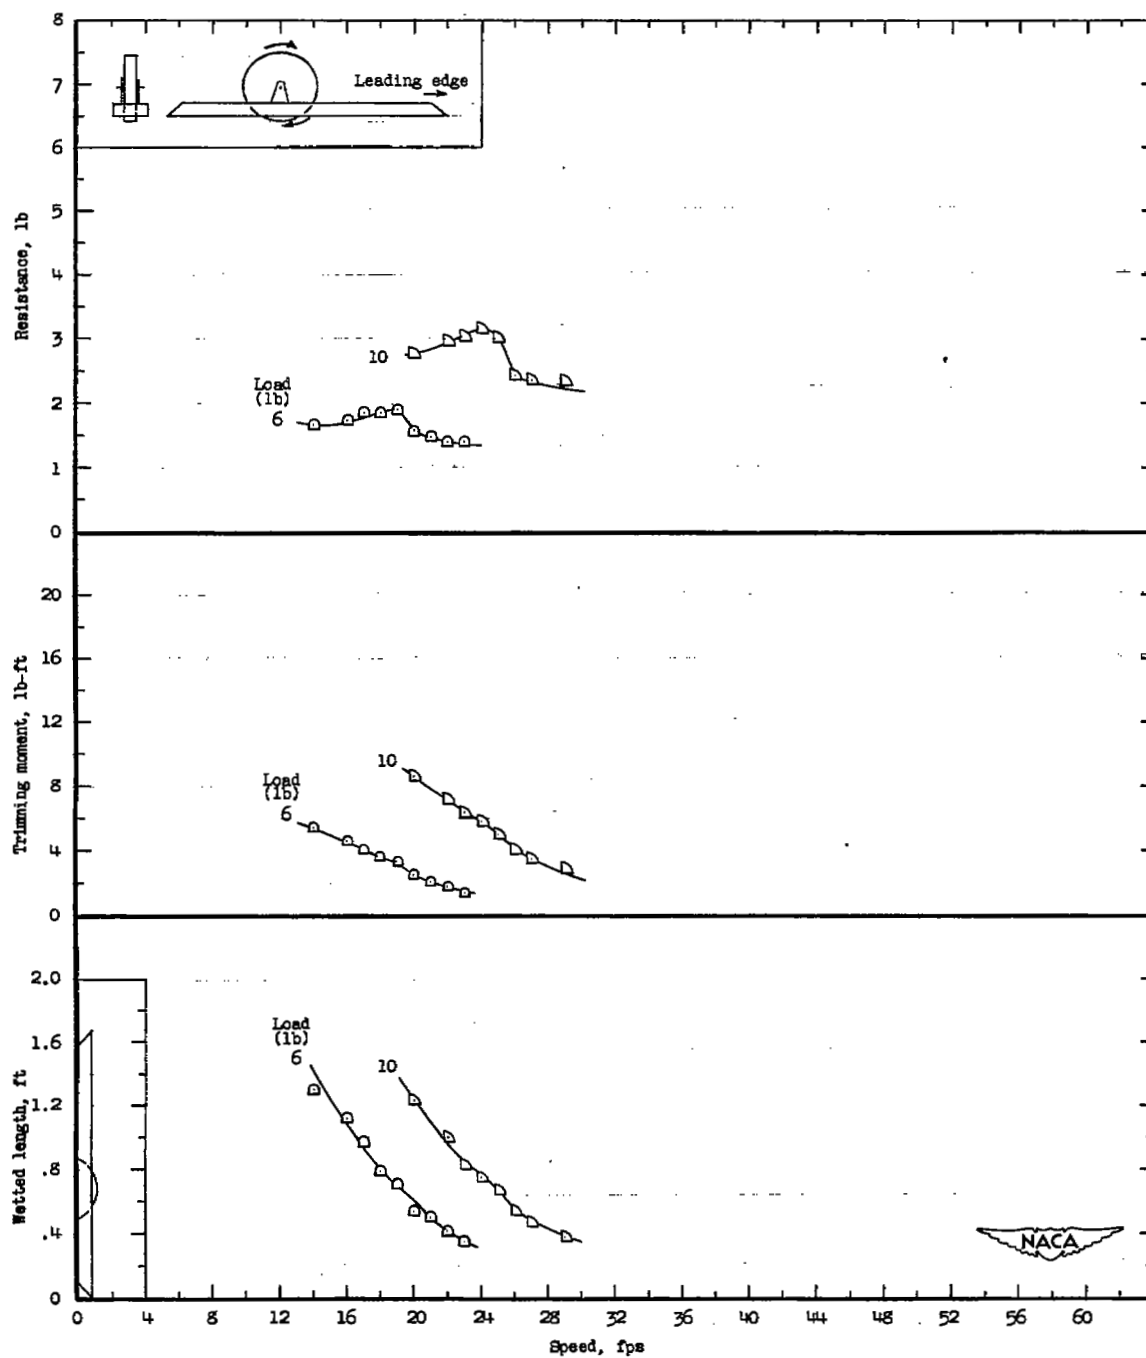 8
7
6
5
4
3
2
1
0
Resistance, lb
Leading edge
10
Load
(lb)
6
20
16
12
8
4
0
Trimming moment, lb-ft
10
Load
(lb)
6
2.0
1.6
1.2
.8
.4
0
Wetted length, ft
Load
(lb)
6
10
NACA
0 4 8 12 16 20 24 28 32 36 40 44 48 52 56 60
Speed, fps